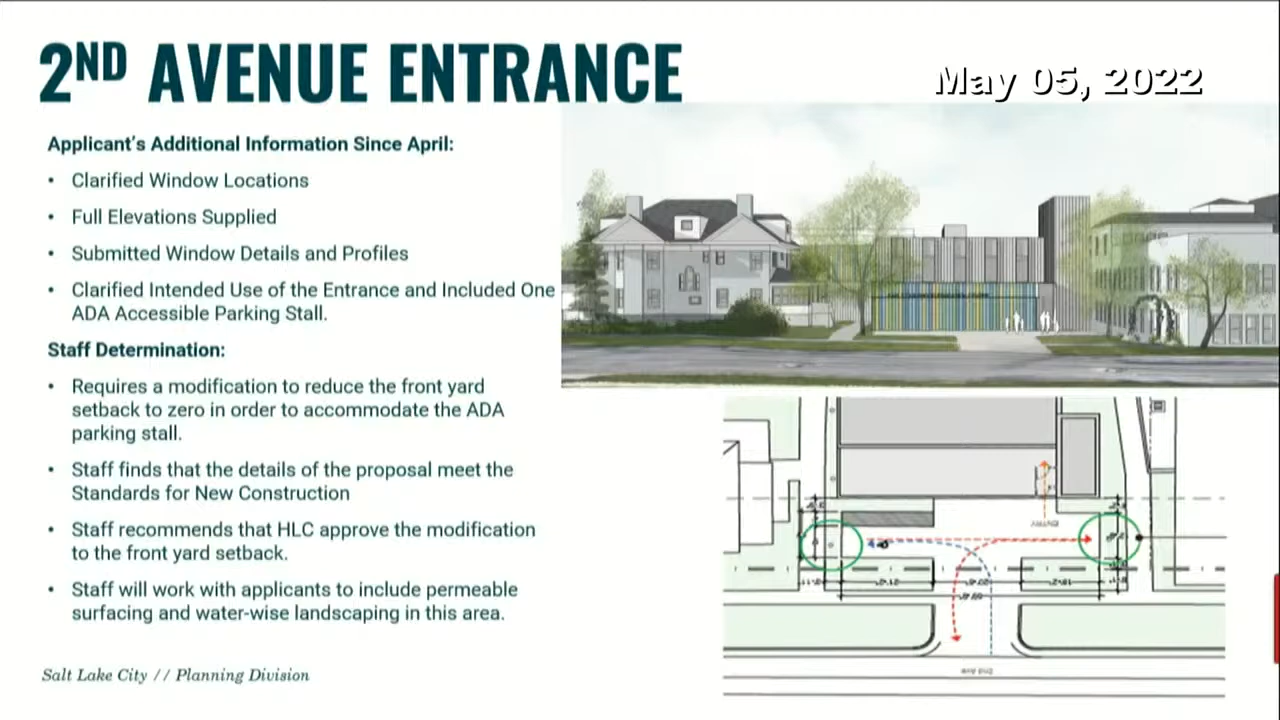 2ND AVENUE ENTRANCE
May 05, 2022
Applicant's Additional Information Since April:
• Clarified Window Locations
• Full Elevations Supplied
• Submitted Window Details and Profiles
• Clarified Intended Use of the Entrance and Included One
ADA Accessible Parking Stall.
Staff Determination:
• Requires a modification to reduce the front yard
setback to zero in order to accommodate the ADA
parking stall.
• Staff finds that the details of the proposal meet the
Standards for New Construction
• Staff recommends that HLC approve the modification
to the front yard setback.
• Staff will work with applicants to include permeable
surfacing and water-wise landscaping in this area.
Salt Lake City // Planning Division
ENTRY
2nd Ave